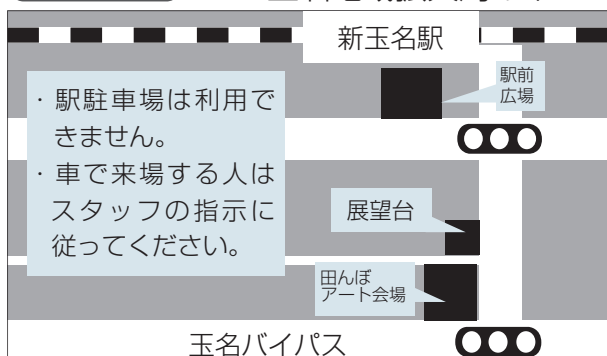 新玉名駅
駅前
広場
・駅駐車場は利用で
きません。
・車で来場する人は
スタッフの指示に
従ってください。
展望台
田んぼ
アート会場
玉名バイパス